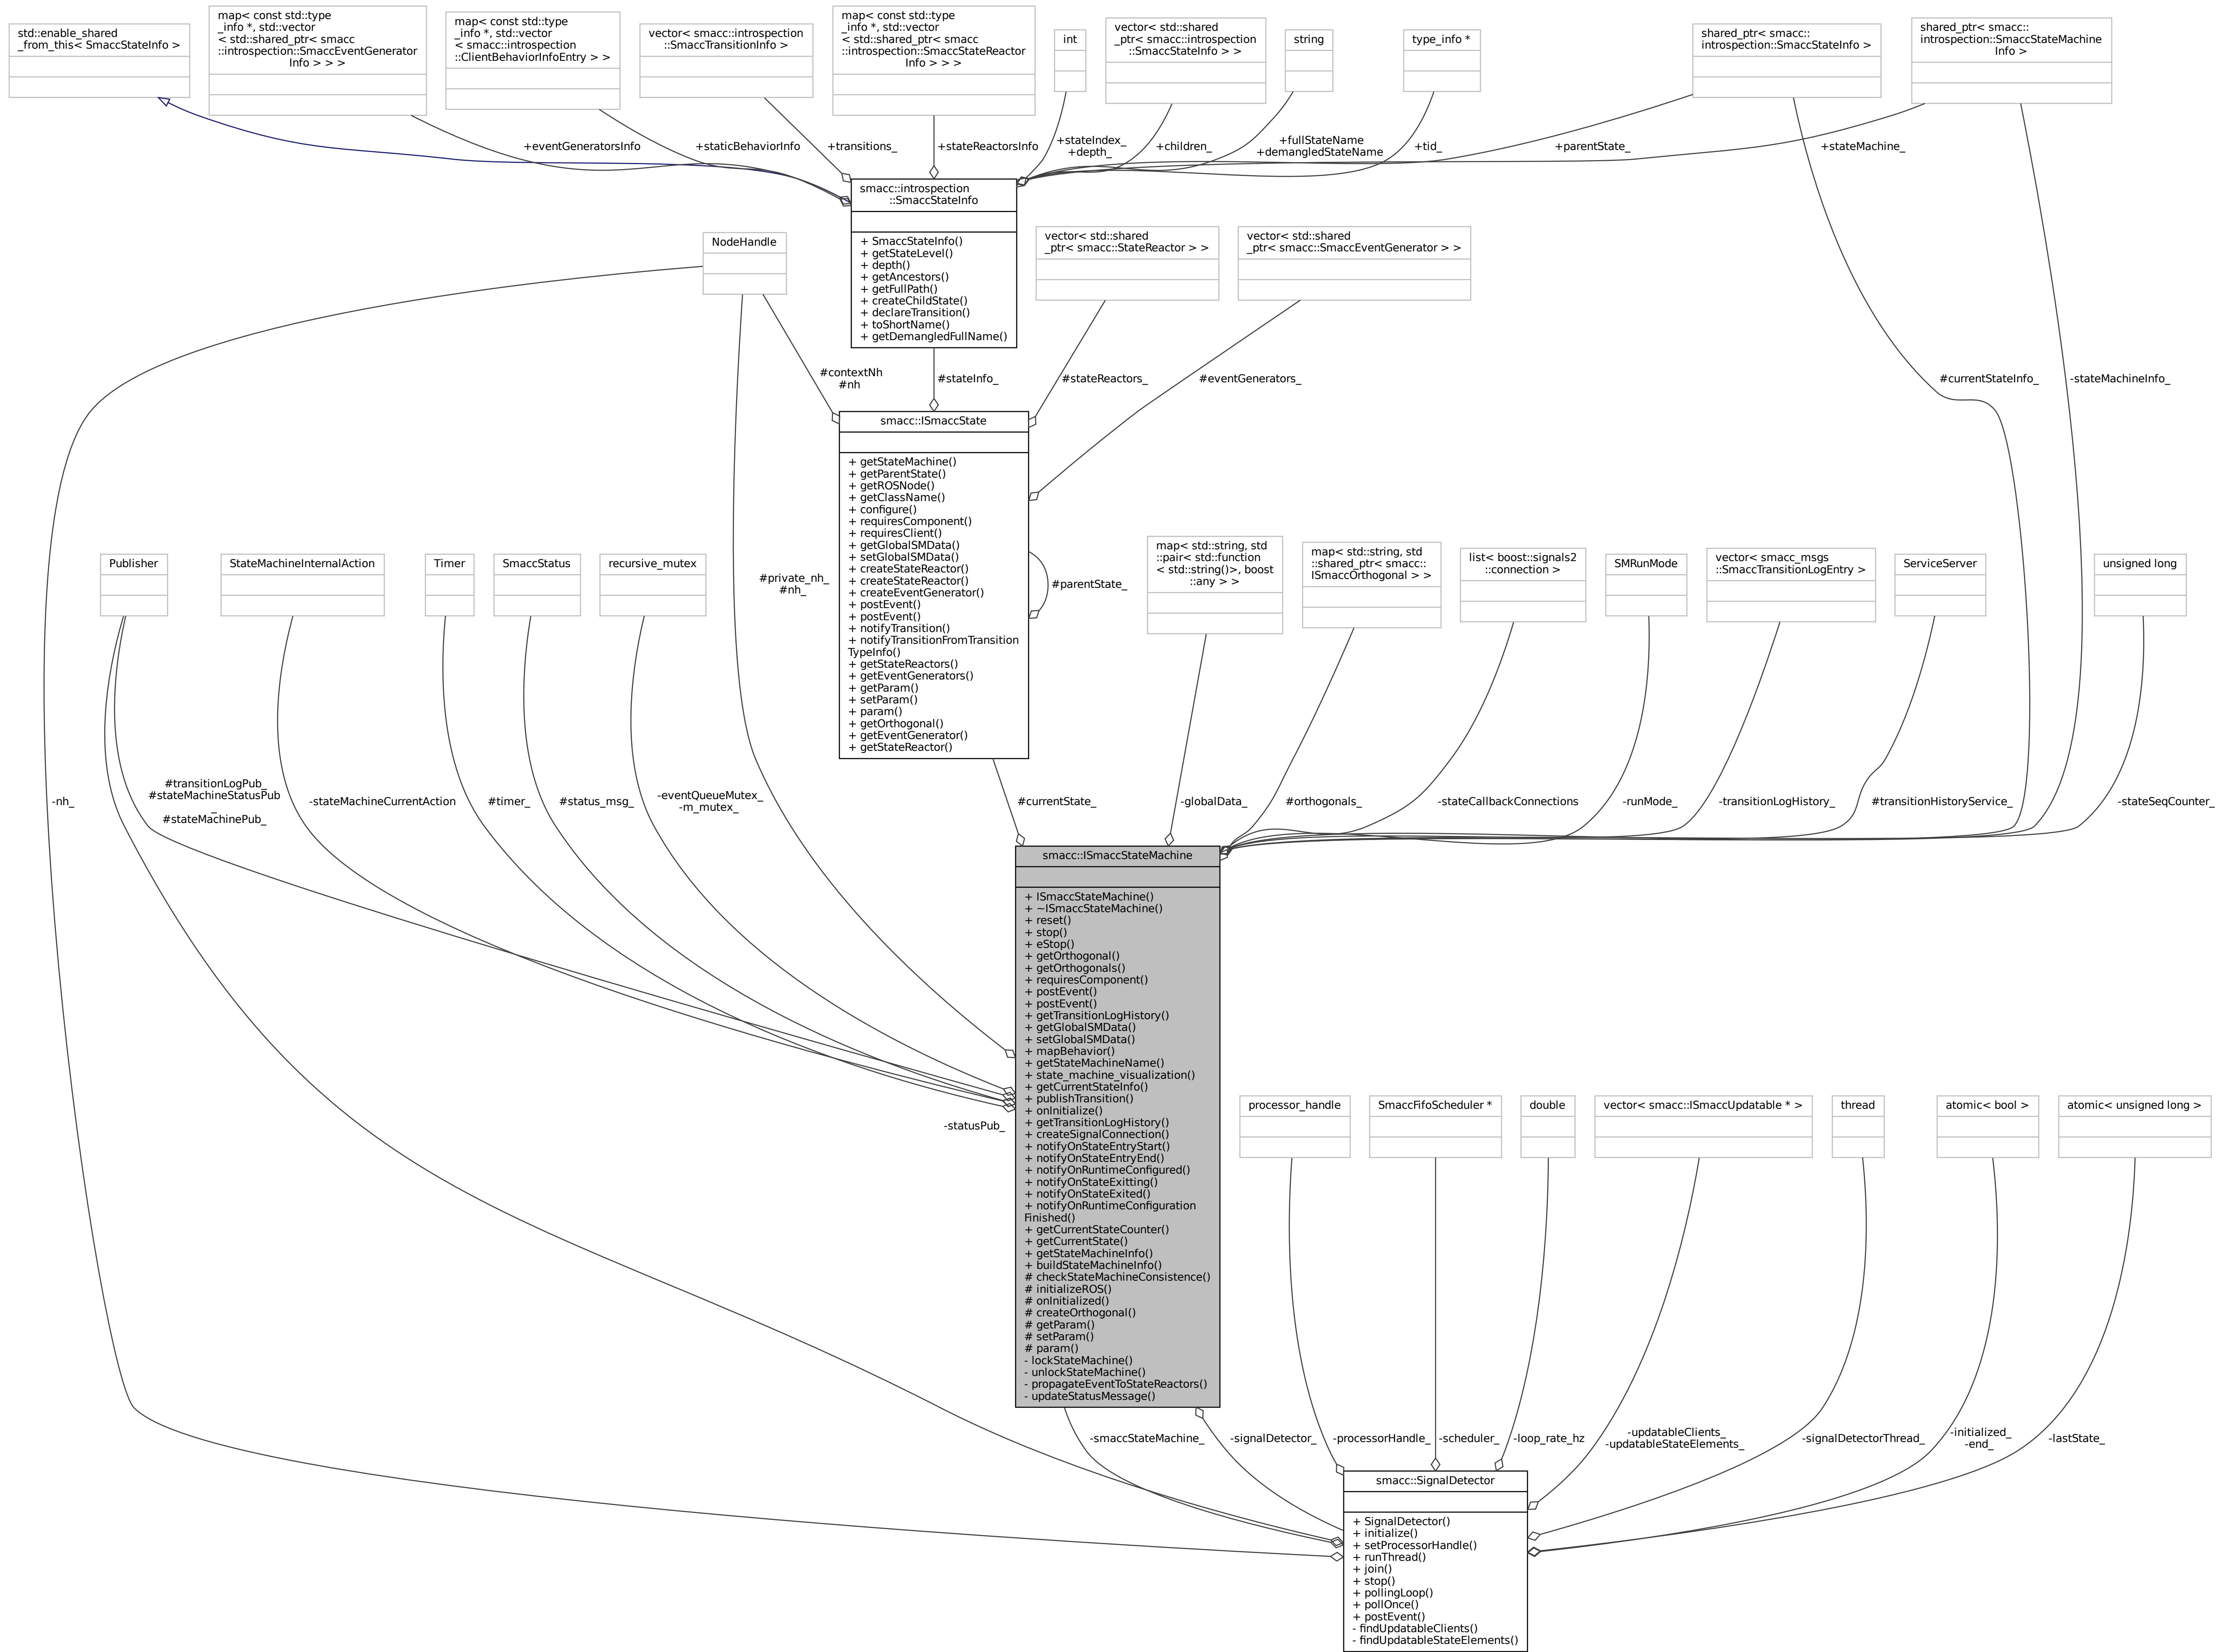 std::enable_shared
_from_this< SmaccStateInfo >
map< const std::type
_info *, std::vector
< std::shared_ptr< smacc
::introspection::SmaccEventGenerator
Info > > >
map< const std::type
_info *, std::vector
< smacc::introspection
::ClientBehaviorInfoEntry > >
vector< smacc::introspection
::SmaccTransitionInfo >
map< const std::type
_info *, std::vector
< std::shared_ptr< smacc
::introspection::SmaccStateReactor
Info > > >
int
vector< std::shared
_ptr< smacc::introspection
::SmaccStateInfo > >
string
type_info *
shared_ptr< smacc::
introspection::SmaccStateInfo >
shared_ptr< smacc::
introspection::SmaccStateMachine
Info >
+eventGeneratorsInfo
+staticBehaviorInfo
+transitions_
+stateReactorsInfo
+stateIndex_
+depth_
+children_
+fullStateName
+demangledStateName
+tid_
+parentState_
+stateMachine_
smacc::introspection
::SmaccStateInfo
+ SmaccStateInfo()
+ getStateLevel()
+ depth()
+ getAncestors()
+ getFullPath()
+ createChildState()
+ declareTransition()
+ toShortName()
+ getDemangledFullName()
NodeHandle
vector< std::shared
_ptr< smacc::StateReactor > >
vector< std::shared
_ptr< smacc::SmaccEventGenerator > >
#contextNh
#nh
#stateInfo_
#stateReactors_
#eventGenerators_
#currentStateInfo_
-stateMachineInfo_
smacc::ISmaccState
+ getStateMachine()
+ getParentState()
+ getROSNode()
+ getClassName()
+ configure()
+ requiresComponent()
+ requiresClient()
+ getGlobalSMData()
+ setGlobalSMData()
+ createStateReactor()
+ createStateReactor()
+ createEventGenerator()
+ postEvent()
+ postEvent()
+ notifyTransition()
+ notifyTransitionFromTransition
TypeInfo()
+ getStateReactors()
+ getEventGenerators()
+ getParam()
+ setParam()
+ param()
+ getOrthogonal()
+ getEventGenerator()
+ getStateReactor()
#private_nh_
#nh_
#parentState_
Publisher
StateMachineInternalAction
Timer
SmaccStatus
recursive_mutex
map< std::string, std
::pair< std::function
< std::string()>, boost
::any > >
map< std::string, std
::shared_ptr< smacc::
ISmaccOrthogonal > >
list< boost::signals2
::connection >
SMRunMode
vector< smacc_msgs
::SmaccTransitionLogEntry >
ServiceServer
unsigned long
-nh_
#transitionLogPub_
#stateMachineStatusPub
_
#stateMachinePub_
-stateMachineCurrentAction
#timer_
#status_msg_
-eventQueueMutex_
-m_mutex_
#currentState_
-globalData_
#orthogonals_
-stateCallbackConnections
-runMode_
-transitionLogHistory_
#transitionHistoryService_
-stateSeqCounter_
smacc::ISmaccStateMachine
+ ISmaccStateMachine()
+ ~ISmaccStateMachine()
+ reset()
+ stop()
+ eStop()
+ getOrthogonal()
+ getOrthogonals()
+ requiresComponent()
+ postEvent()
+ postEvent()
+ getTransitionLogHistory()
+ getGlobalSMData()
+ setGlobalSMData()
+ mapBehavior()
+ getStateMachineName()
+ state_machine_visualization()
+ getCurrentStateInfo()
+ publishTransition()
+ onInitialize()
+ getTransitionLogHistory()
+ createSignalConnection()
+ notifyOnStateEntryStart()
+ notifyOnStateEntryEnd()
+ notifyOnRuntimeConfigured()
+ notifyOnStateExitting()
+ notifyOnStateExited()
+ notifyOnRuntimeConfiguration
Finished()
+ getCurrentStateCounter()
+ getCurrentState()
+ getStateMachineInfo()
+ buildStateMachineInfo()
# checkStateMachineConsistence()
# initializeROS()
# onInitialized()
# createOrthogonal()
# getParam()
# setParam()
# param()
- lockStateMachine()
- unlockStateMachine()
- propagateEventToStateReactors()
- updateStatusMessage()
-statusPub_
processor_handle
SmaccFifoScheduler *
double
vector< smacc::ISmaccUpdatable * >
thread
atomic< bool >
atomic< unsigned long >
-smaccStateMachine_
-signalDetector_
-processorHandle_
-scheduler_
-loop_rate_hz
-updatableClients_
-updatableStateElements_
-signalDetectorThread_
-initialized_
-end_
-lastState_
smacc::SignalDetector
+ SignalDetector()
+ initialize()
+ setProcessorHandle()
+ runThread()
+ join()
+ stop()
+ pollingLoop()
+ pollOnce()
+ postEvent()
- findUpdatableClients()
- findUpdatableStateElements()